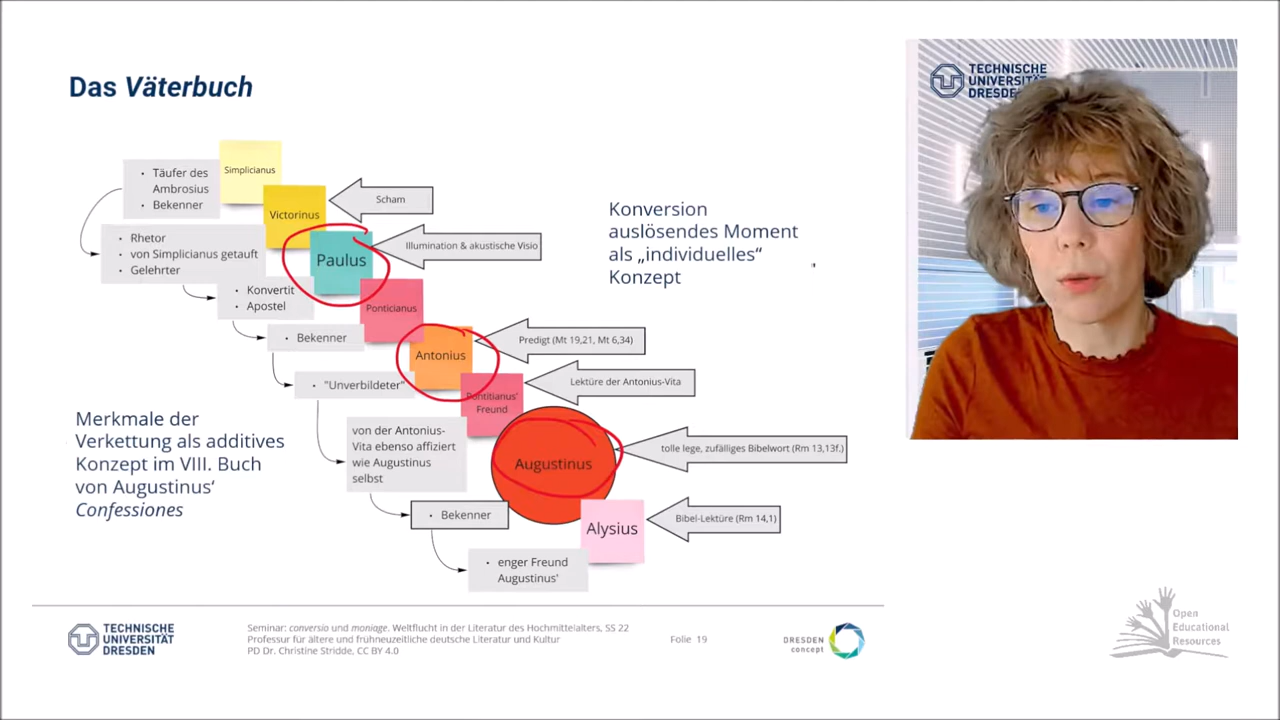 Das Väterbuch
TECHNISCHE
UNIVERSITÄT
DRESDEN
Simplicianus
• Täufer des
Ambrosius
• Bekenner
Victorinus
Scham
• Rhetor
• von Simplicianus getauft
• Gelehrter
Paulus
Illumination & akustische Visio
Konversion
auslösendes Moment
als „individuelles“
Konzept
"
• Konvertit
• Apostel
Ponticianus
• Bekenner
Antonius
Predigt (Mt 19,21, Mt 6,34)
• "Unverbildeter"
Pontitianus'
Freund
Lektüre der Antonius-Vita
Merkmale der
Verkettung als additives
Konzept im VIII. Buch
von Augustinus‘
Confessiones
von der Antonius-
Vita ebenso affiziert
wie Augustinus
selbst
Augustinus
tolle lege, zufälliges Bibelwort (Rm 13,13f.)
• Bekenner
Alysius
Bibel-Lektüre (Rm 14,1)
• enger Freund
Augustinus'
TECHNISCHE
UNIVERSITÄT
DRESDEN
Seminar: conversio und moniage. Weltflucht in der Literatur des Hochmittelalters, SS 22
Professur für ältere und frühneuzeitliche deutsche Literatur und Kultur
PD Dr. Christine Stridde, CC BY 4.0
Folie 19
DRESDEN
concept
Open
Educational
Resources